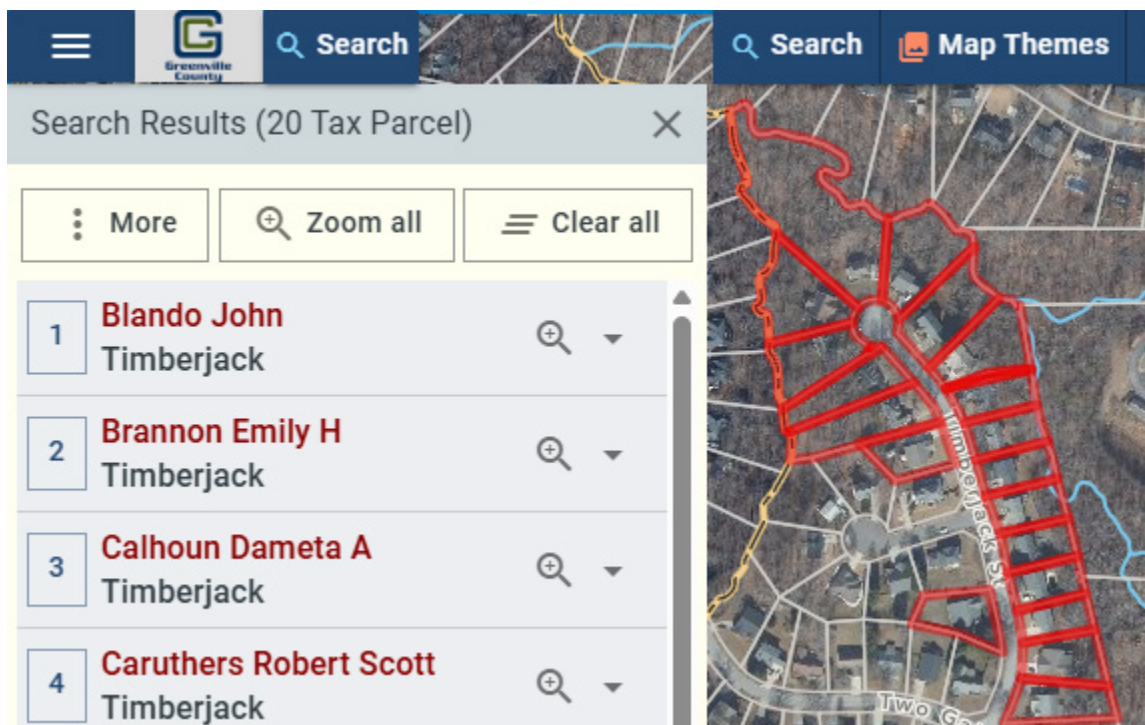 Greenville
County
Search
Search
Map Themes
Search Results (20 Tax Parcel)
More
Zoom all
Clear all
1
Blando John
Timberjack
2
Brannon Emily H
Timberjack
3
Calhoun Dameta A
Timberjack
4
Caruthers Robert Scott
Timberjack
Timberjack St
Two